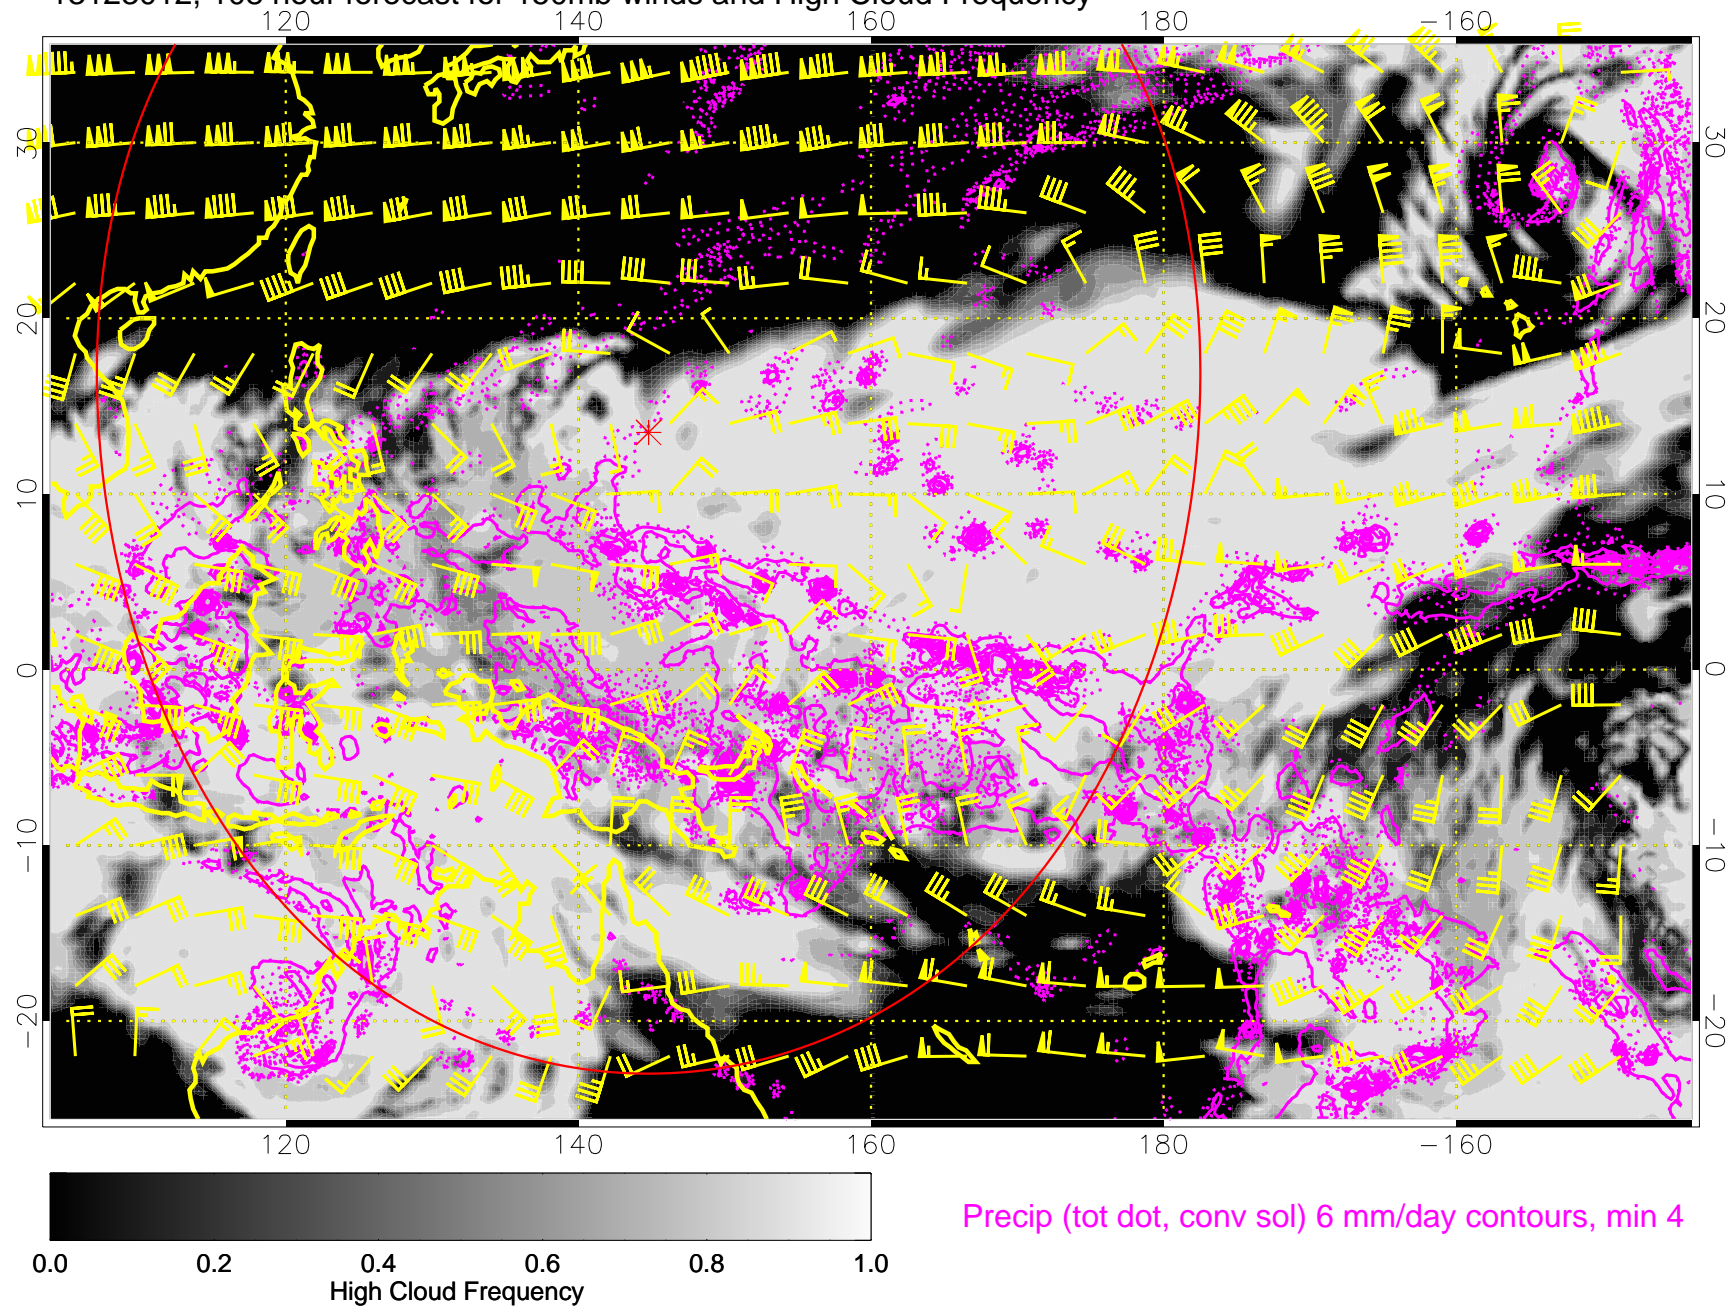 120 140 160 180 −160
30 30
20 20
10 10
0 0
−10 −10
−20 −20
120 140 160 180 −160
0.0 0.2 0.4 0.6 0.8 1.0
High Cloud Frequency
Precip (tot dot, conv sol) 6 mm/day contours, min 4